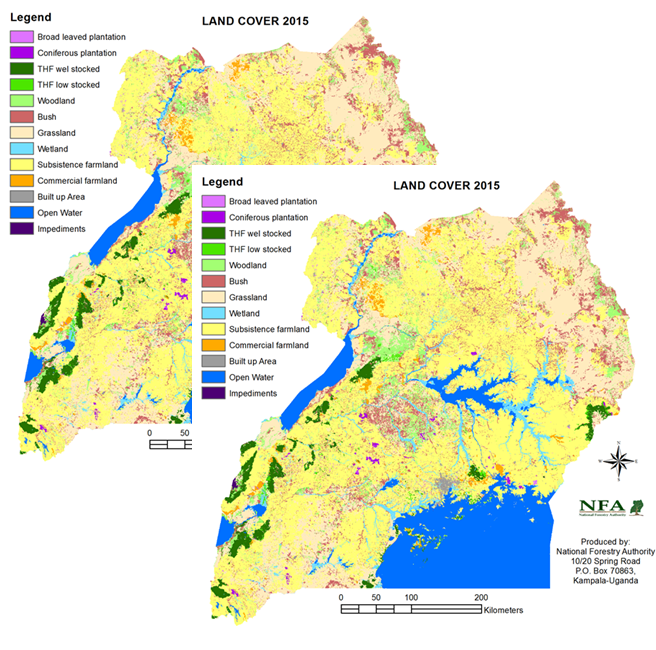 Legend
LAND COVER 2015
Broad leaved plantation
Coniferous plantation
THF wel stocked
THF low stocked
Woodland
Bush
Grassland
Wetland
Subsistence farmland
Commercial farmland
Built up Area
Open Water
Impediments
0 50
Legend
LAND COVER 2015
Broad leaved plantation
Coniferous plantation
THF wel stocked
THF low stocked
Woodland
Bush
Grassland
Wetland
Subsistence farmland
Commercial farmland
Built up Area
Open Water
Impediments
N
W E
S
NFA
National Forestry Authority
Produced by:
National Forestry Authority
10/20 Spring Road
P.O. Box 70863,
Kampala-Uganda
0 25 50 100 200
Kilometers